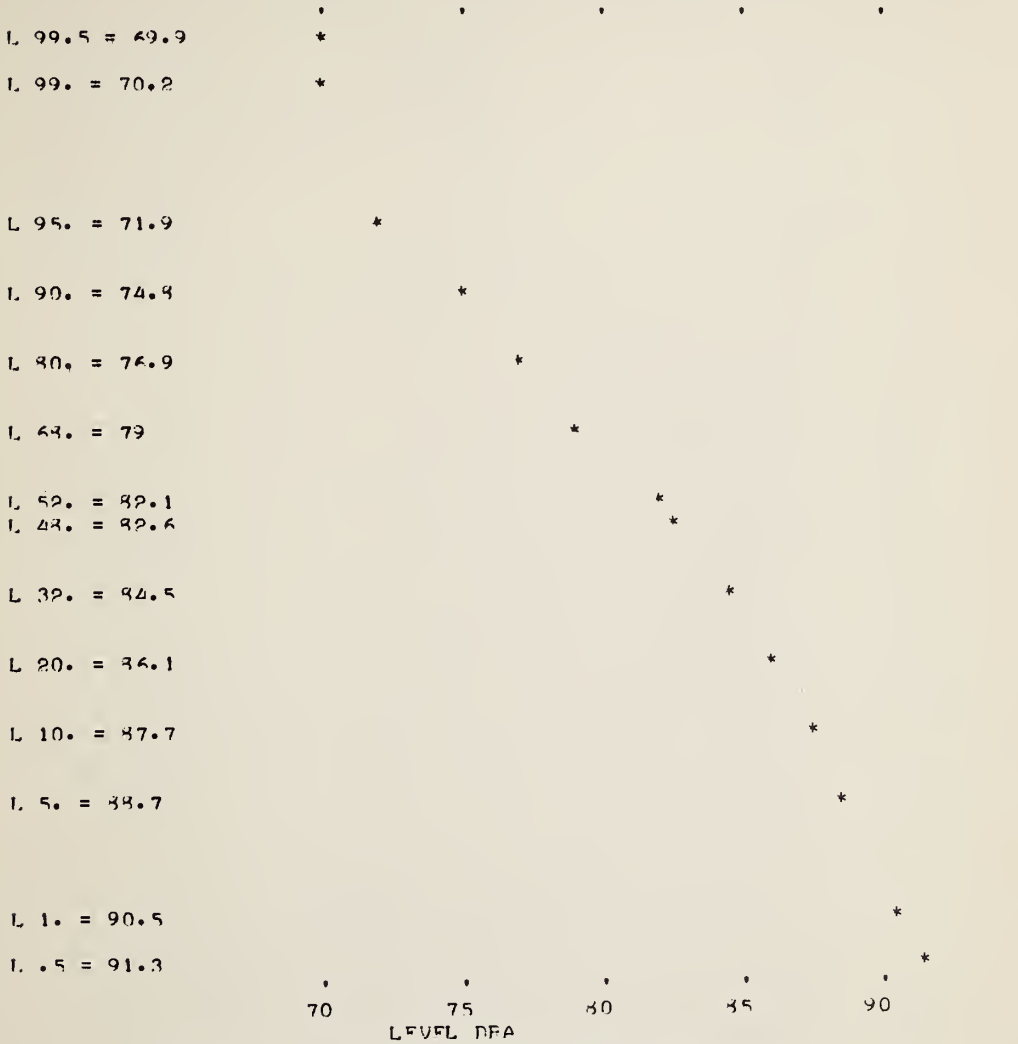 L 99.5 = 69.9 *
L 99. = 70.2 *
L 95. = 71.9 *
L 90. = 74.8 *
L 80. = 76.9 *
L 68. = 79 *
L 52. = 82.1 *
L 48. = 82.6 *
L 32. = 84.5 *
L 20. = 86.1 *
L 10. = 87.7 *
L 5. = 88.7 *
L 1. = 90.5 *
L .5 = 91.3 *
70 75 80 85 90
LEVEL DBA